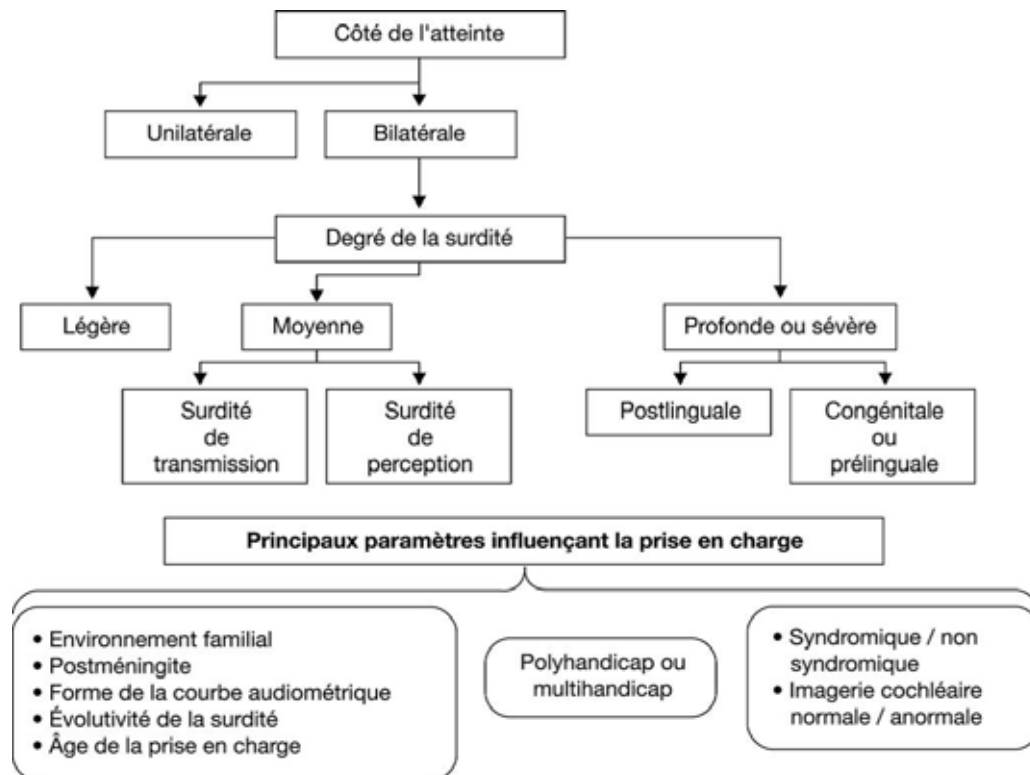 Côté de l'atteinte
Unilatérale
Bilatérale
Degré de la surdité
Légère
Moyenne
Profonde ou sévère
Surdité
de
transmission
Surdité
de
perception
Postlinguale
Congénitale
ou
prélinguale
Principaux paramètres influençant la prise en charge
• Environnement familial
• Postméningite
• Forme de la courbe audiométrique
• Évolutivité de la surdité
• Âge de la prise en charge
Polyhandicap ou
multihandicap
• Syndromique / non
syndromique
• Imagerie cochléaire
normale / anormale